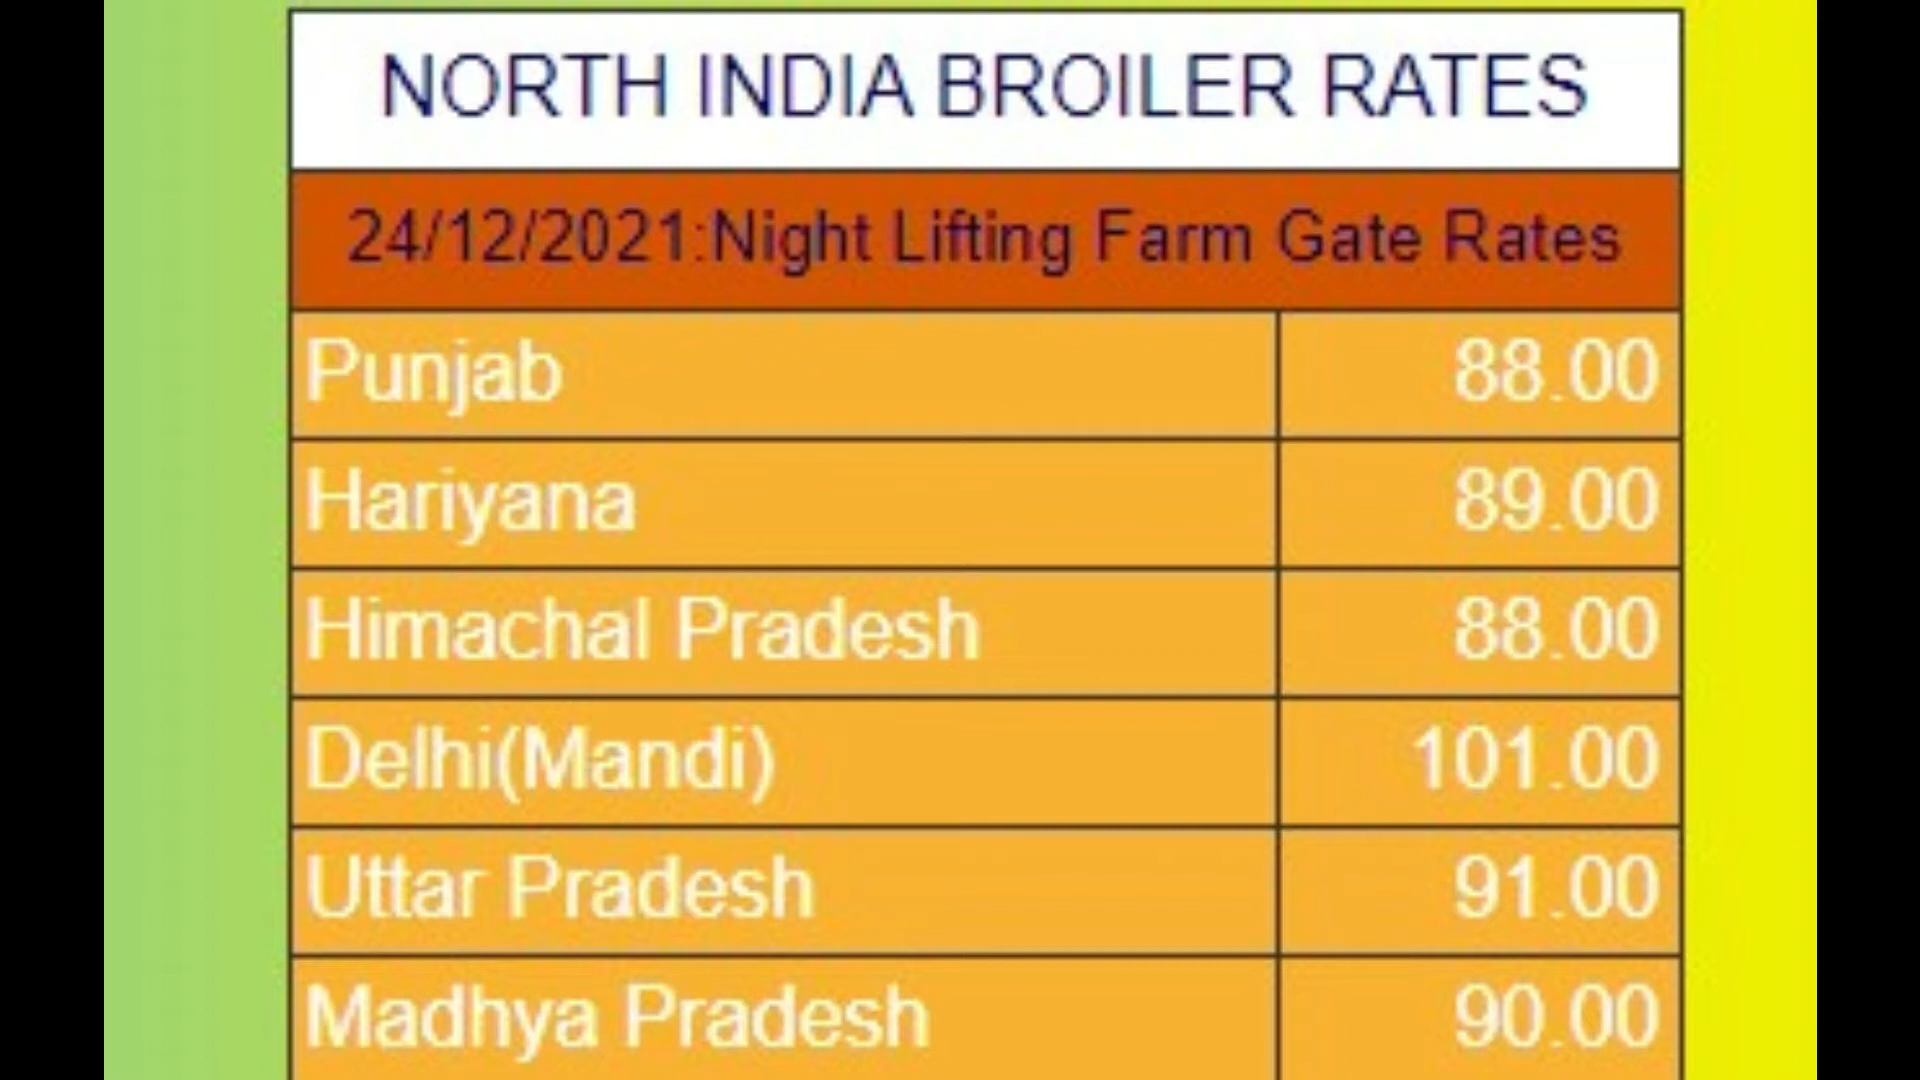 NORTH INDIA BROILER RATES
24/12/2021:Night Lifting Farm Gate Rates
Punjab 88.00
Hariyana 89.00
Himachal Pradesh 88.00
Delhi(Mandi) 101.00
Uttar Pradesh 91.00
Madhya Pradesh 90.00